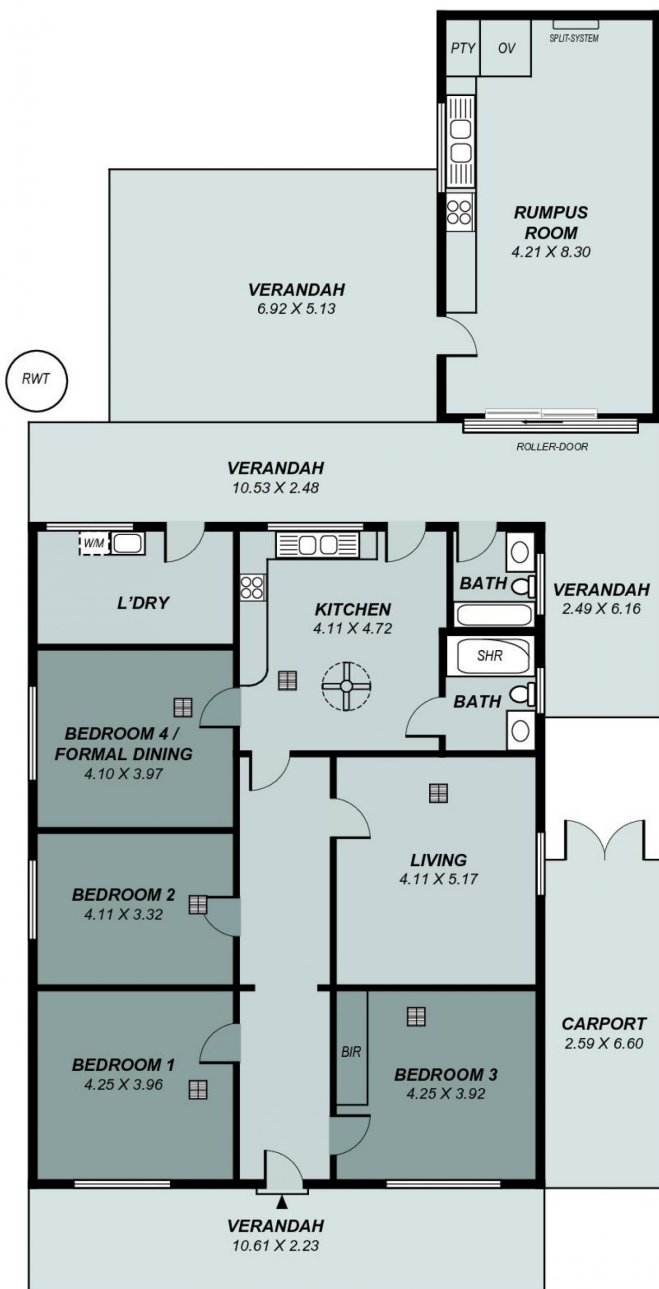 PTY
OV
SPLIT-SYSTEM
RUMPUS
ROOM
4.21 X 8.30
VERANDAH
6.92 X 5.13
RWT
ROLLER-DOOR
VERANDAH
10.53 X 2.48
W/M
L'DRY
KITCHEN
4.11 X 4.72
BATH
VERANDAH
2.49 X 6.16
SHR
BATH
BEDROOM 4 /
FORMAL DINING
4.10 X 3.97
LIVING
4.11 X 5.17
BEDROOM 2
4.11 X 3.32
CARPORT
2.59 X 6.60
BEDROOM 1
4.25 X 3.96
BIR
BEDROOM 3
4.25 X 3.92
VERANDAH
10.61 X 2.23